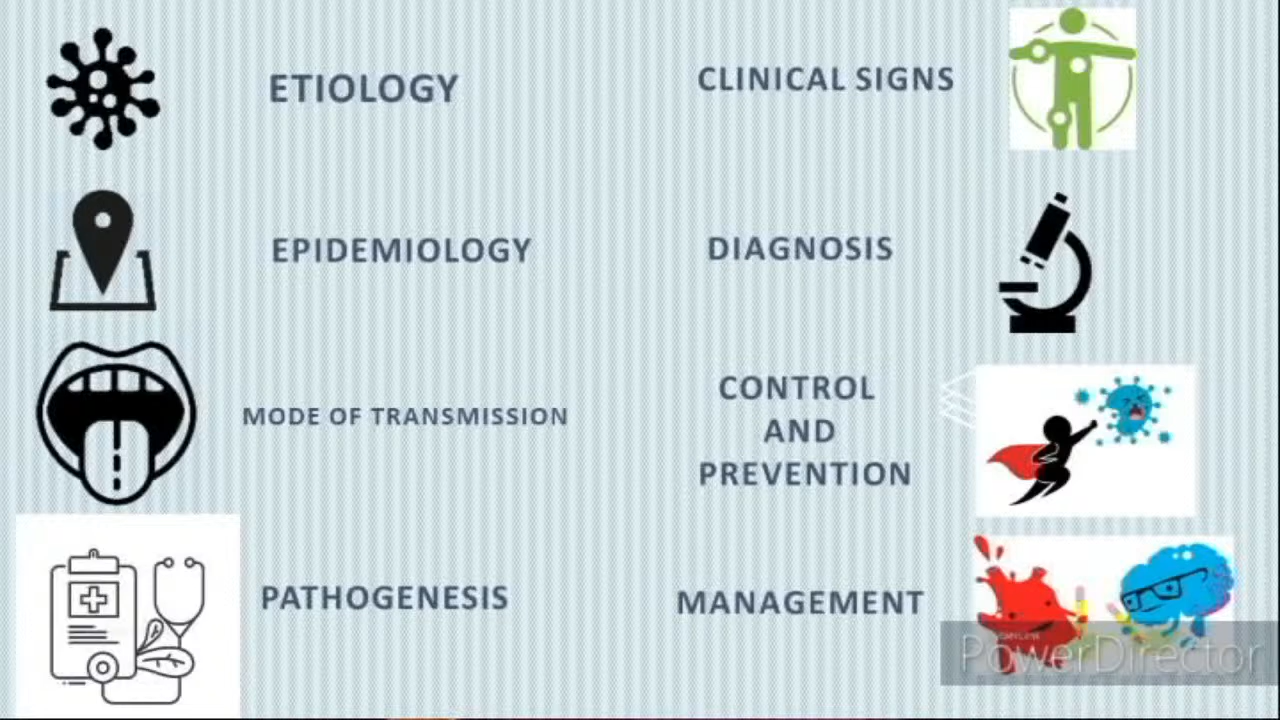 ETIOLOGY
EPIDEMIOLOGY
MODE OF TRANSMISSION
PATHOGENESIS
CLINICAL SIGNS
DIAGNOSIS
CONTROL
AND
PREVENTION
MANAGEMENT
PowerDirector